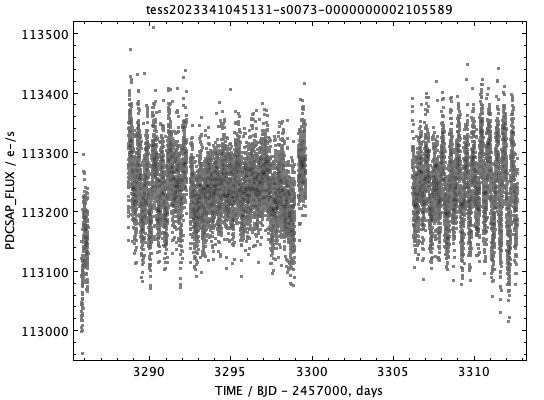 tess2023341045131-s0073-0000000002105589
113500
113400
113300
113200
113100
113000
PDCSAP_FLUX / e-/s
3290 3295 3300 3305 3310
TIME / BJD - 2457000, days